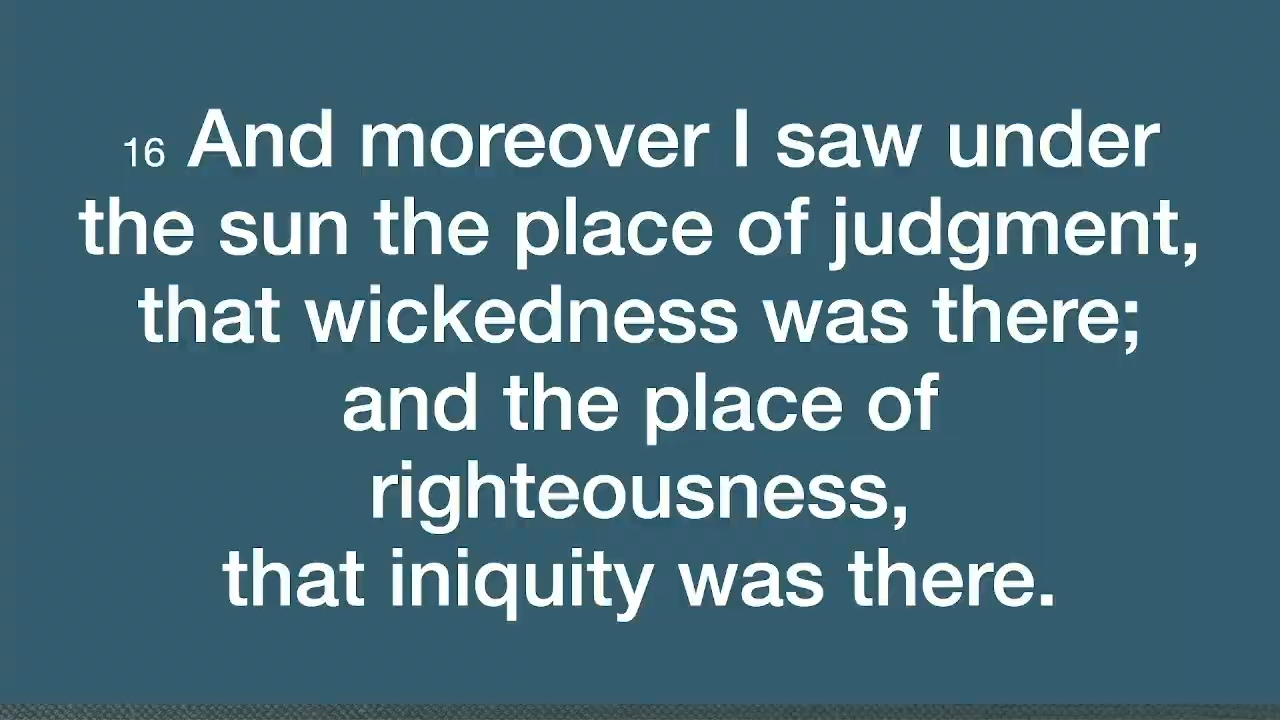 16 And moreover I saw under
the sun the place of judgment,
that wickedness was there;
and the place of
righteousness,
that iniquity was there.